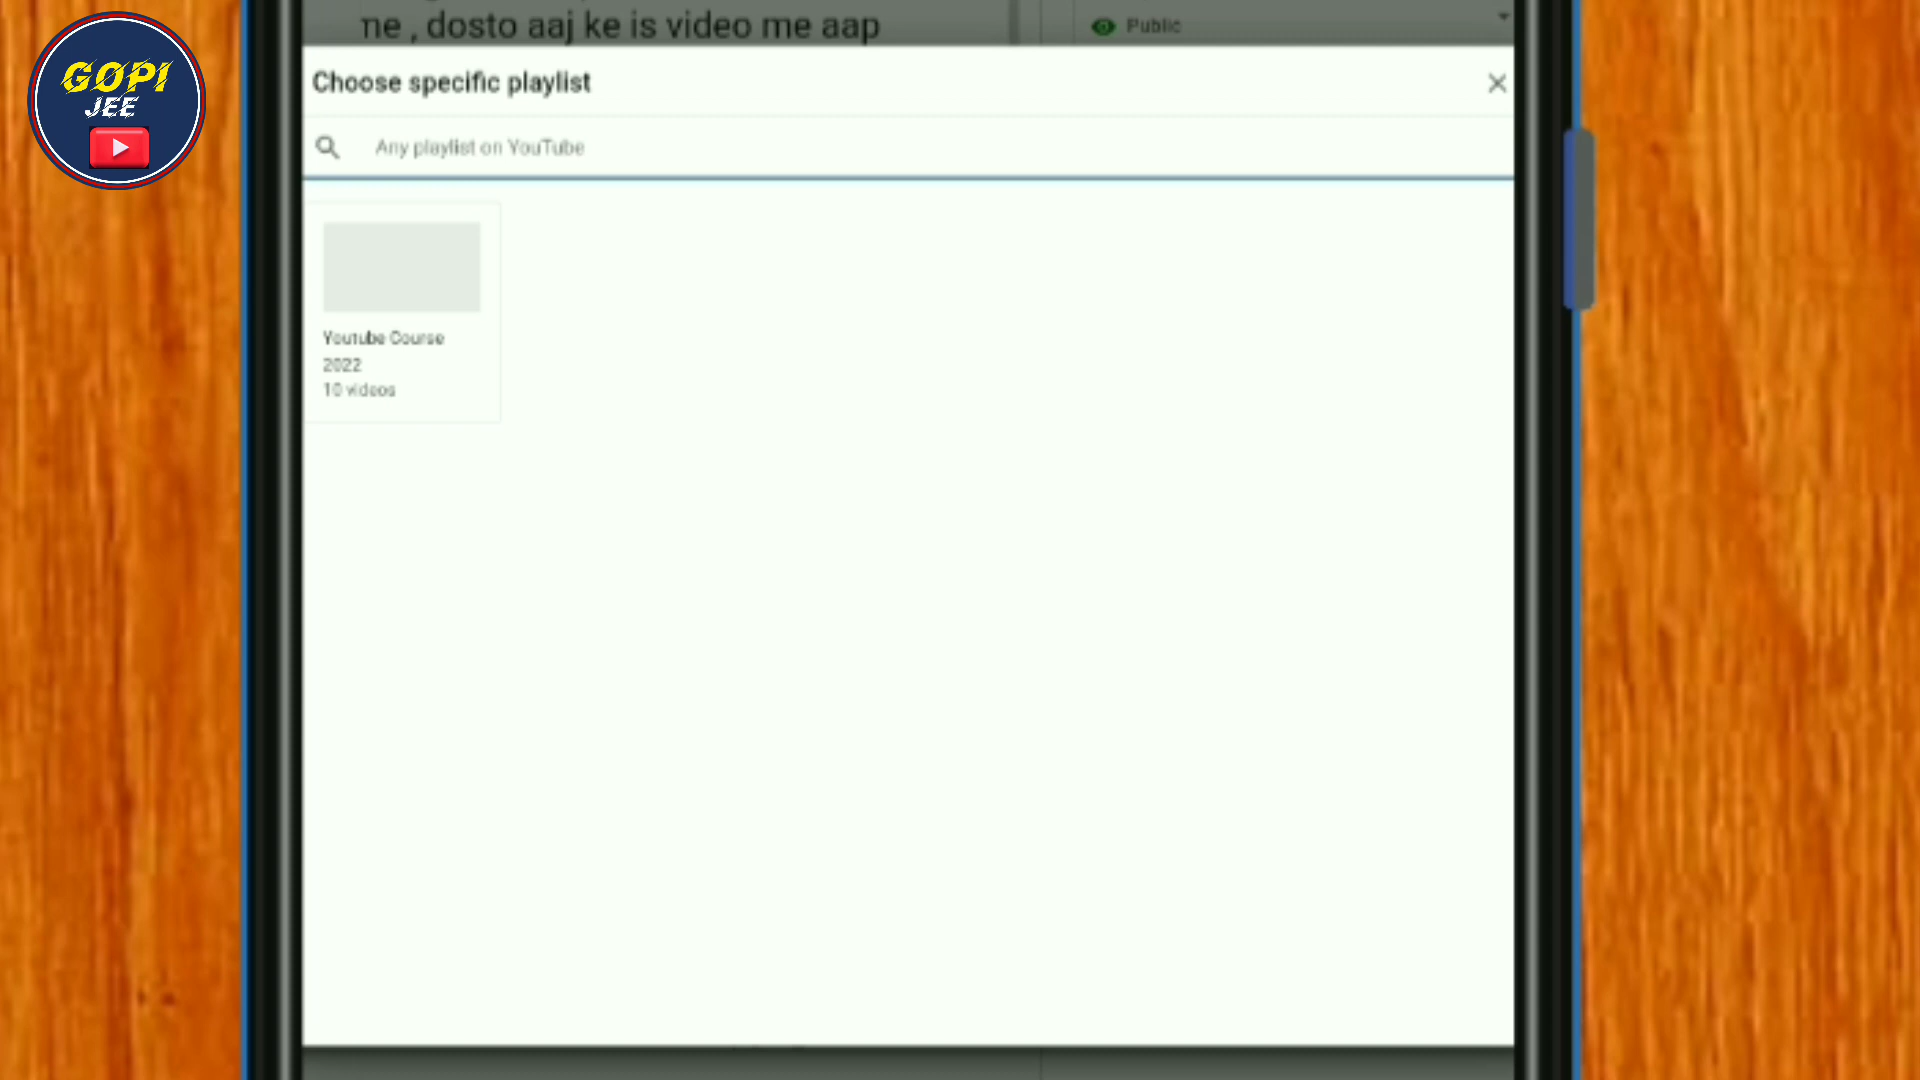 GOPI
JEE
me , dosto aaj ke is video me aap
Public
Choose specific playlist
Any playlist on YouTube
Youtube Course
2022
10 videos